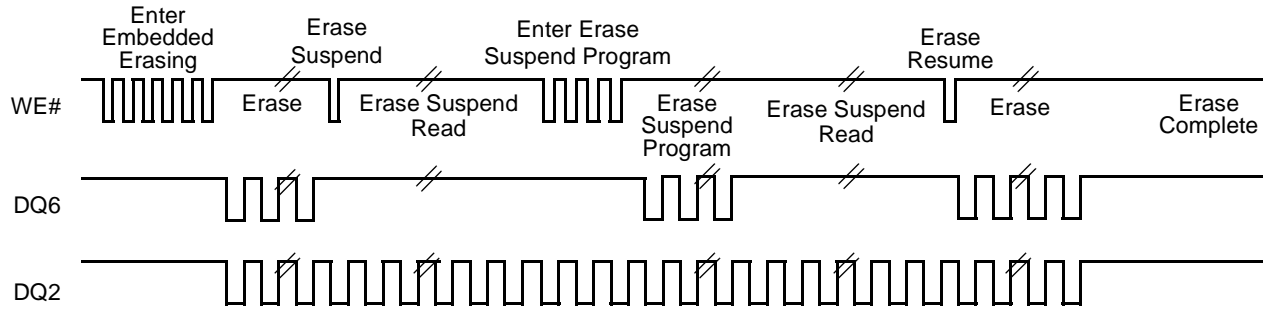 Enter
Embedded
Erasing
Erase
Suspend
Enter Erase
Suspend Program
Erase
Resume
WE#
Erase
Erase Suspend
Read
Erase
Suspend
Program
Erase Suspend
Read
Erase
Erase
Complete
DQ6
DQ2